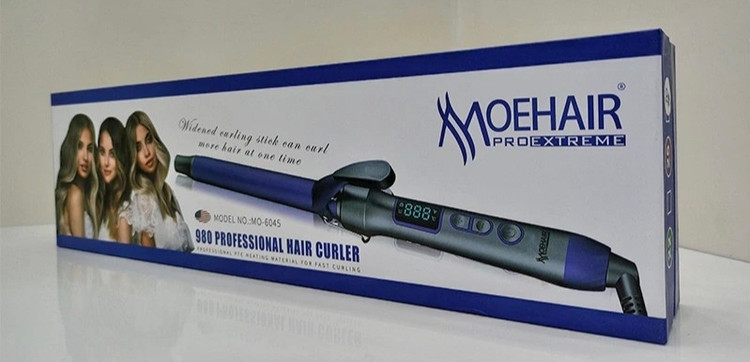 Widened curling stick can curl
more hair at one time
MOEHAIR®
PROEXTREME
888
MODEL NO.:MO-6045
980 PROFESSIONAL HAIR CURLER
PROFESSIONAL PTC HEATING MATERIAL FOR FAST CURLING
MOEHAIR